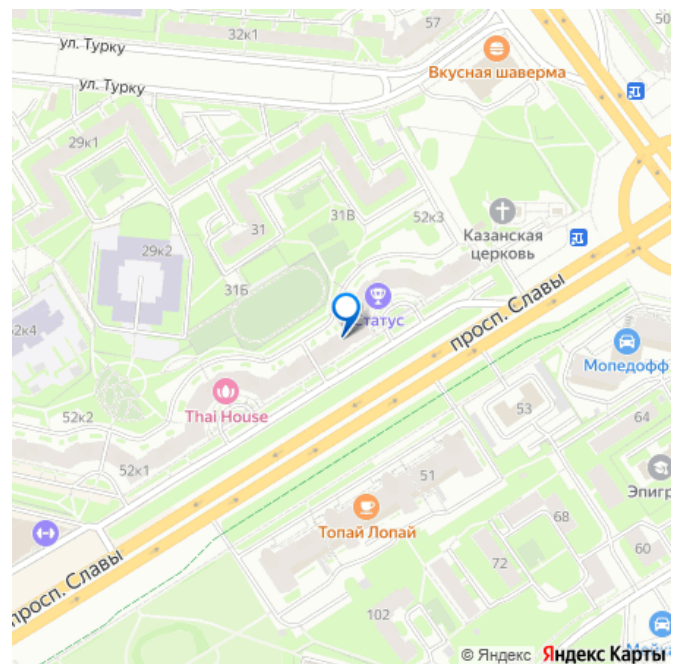 57
50
32к1
ул. Турку
Вкусная шаверма
ул. Турку
29к1
31В
52к3
31
Казанская
церковь
29к2
31Б
просп. Славы
Статус
52к4
Мопедофф
Thai House
53
64
52к2
52к1
51
Эпигр
68
Топай Лопай
60
72
просп. Славы
102
© Яндекс Яндекс Карты